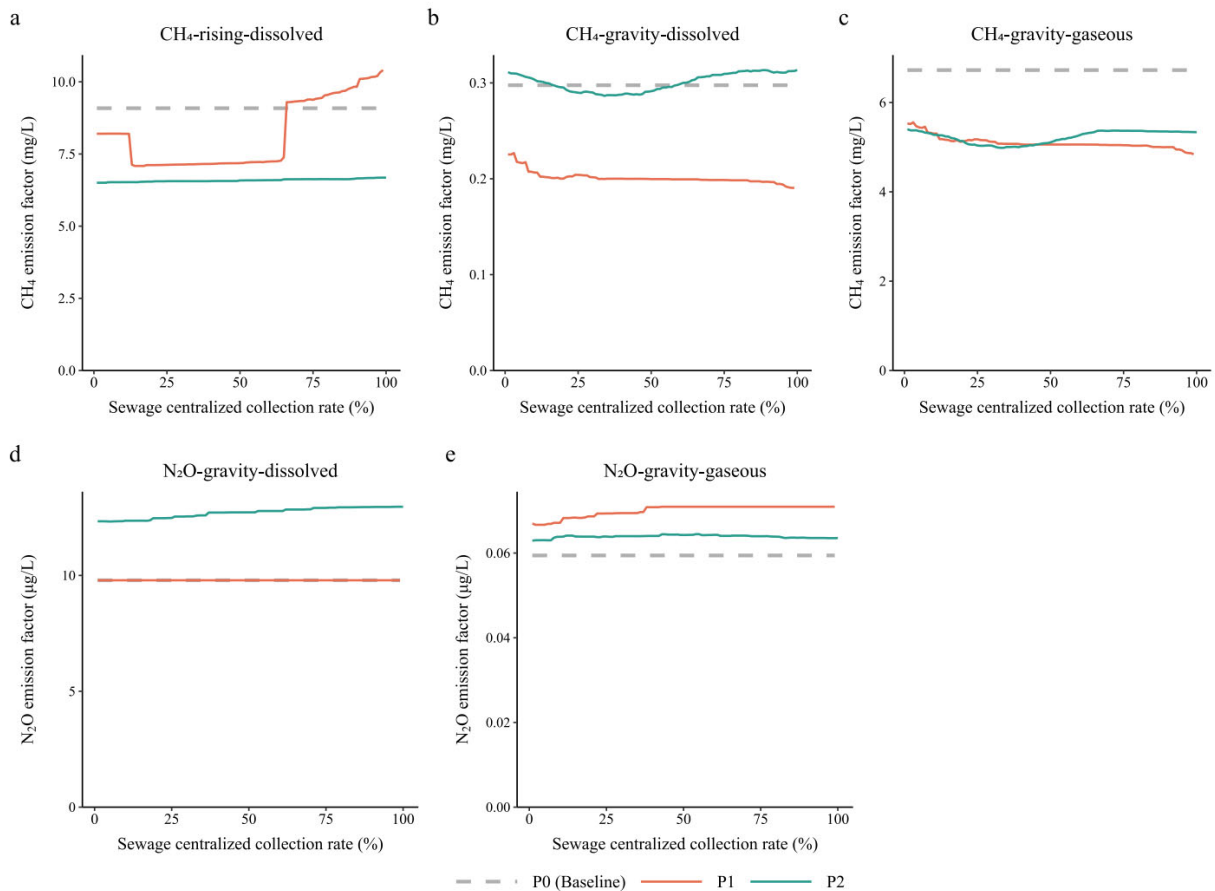 a
CH₄-rising-dissolved
CH₄ emission factor (mg/L)
10.0
7.5
5.0
2.5
0.0
0 25 50 75 100
Sewage centralized collection rate (%)
b
CH₄-gravity-dissolved
CH₄ emission factor (mg/L)
0.3
0.2
0.1
0.0
0 25 50 75 100
Sewage centralized collection rate (%)
c
CH₄-gravity-gaseous
CH₄ emission factor (mg/L)
6
4
2
0
0 25 50 75 100
Sewage centralized collection rate (%)
d
N₂O-gravity-dissolved
N₂O emission factor (μg/L)
10
5
0
0 25 50 75 100
Sewage centralized collection rate (%)
e
N₂O-gravity-gaseous
N₂O emission factor (μg/L)
0.06
0.04
0.02
0.00
0 25 50 75 100
Sewage centralized collection rate (%)
P0 (Baseline) P1 P2